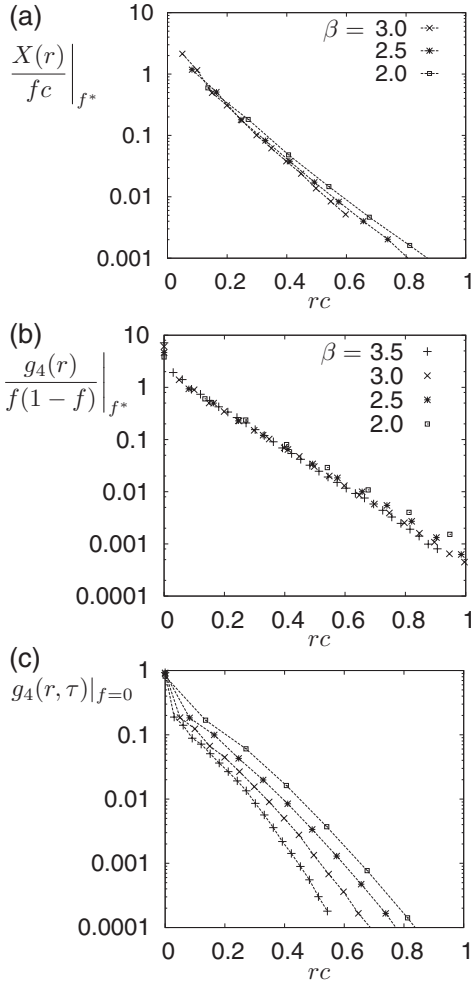 (a)
X(r)
fc
f*
10
1
0.1
0.01
0.001
β = 3.0
2.5
2.0
0 0.2 0.4 0.6 0.8 1
rc
(b)
g4(r)
f(1 − f)
f*
10
1
0.1
0.01
0.001
0.0001
β = 3.5
3.0
2.5
2.0
0 0.2 0.4 0.6 0.8 1
rc
(c)
g4(r, τ)|f=0
1
0.1
0.01
0.001
0.0001
0 0.2 0.4 0.6 0.8 1
rc